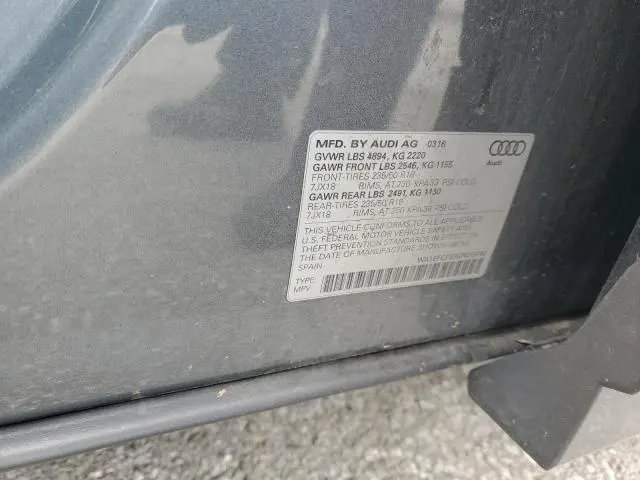 MFD. BY AUDI AG 0316
GVWR LBS 4894, KG 2220
GAWR FRONT LBS 2546, KG 1155
FRONT-TIRES 235/60 R18
7JX18 RIMS, AT 230 KPA/33 PSI COLD
GAWR REAR LBS 2491, KG 1130
REAR-TIRES 235/60 R18
7JX18 RIMS, AT 260 KPA/38 PSI COLD
THIS VEHICLE CONFORMS TO ALL APPLICABLE
U.S. FEDERAL MOTOR VEHICLE SAFETY AND
THEFT PREVENTION STANDARDS IN EFFECT
THE DATE OF MANUFACTURE SHOWN ABOVE.
SPAIN
TYPE:
MPV
Audi